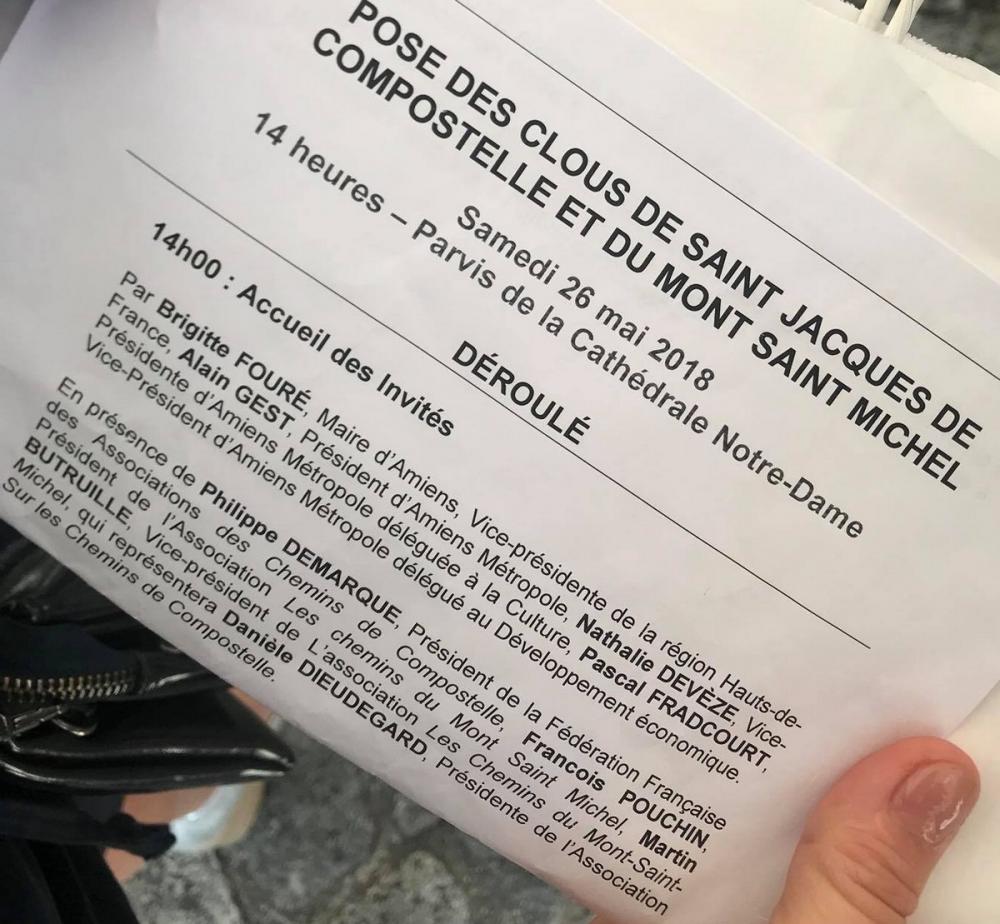 POSE DES CLOUS DE SAINT JACQUES DE
COMPOSTELLE ET DU MONT SAINT MICHEL
Samedi 26 mai 2018
14 heures – Parvis de la Cathédrale Notre-Dame
DÉROULÉ
14h00 : Accueil des Invités
Par Brigitte FOURÉ, Maire d'Amiens, Vice-présidente de la région Hauts-de-
France, Alain GEST, Président d'Amiens Métropole, Nathalie DEVÈZE, Vice-
Présidente d'Amiens Métropole déléguée à la Culture, Pascal FRADCOURT,
Vice-Président d'Amiens Métropole délégué au Développement économique.
En présence de Philippe DEMARQUE, Président de la Fédération Française
des Associations des Chemins de Compostelle, Francois POUCHIN,
Président de l'Association Les chemins du Mont Saint Michel, Martin
BUTRUILLE, Vice-président de L'association Les Chemins du Mont-Saint-
Michel, qui représentera Danièle DIEUDEGARD, Présidente de l'Association
Sur les Chemins de Compostelle.